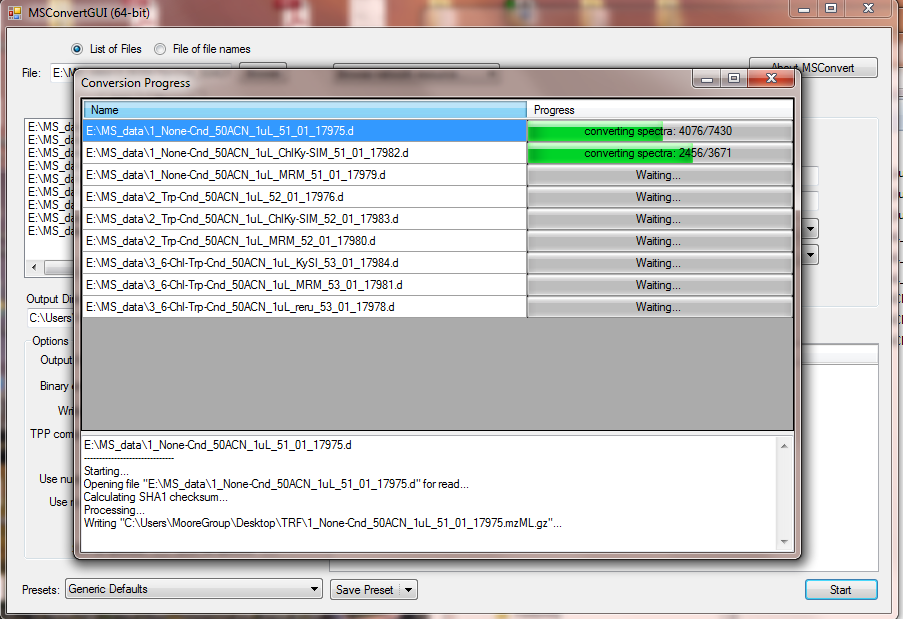 MSConvertGUI (64-bit)
List of Files File of file names
File: E:\M
About MSConvert
Conversion Progress
Name Progress
E:\MS_data\1_None-Cnd_50ACN_1uL_51_01_17975.d converting spectra: 4076/7430
E:\MS_data\1_None-Cnd_50ACN_1uL_ChlKy-SIM_51_01_17982.d converting spectra: 2456/3671
E:\MS_data\1_None-Cnd_50ACN_1uL_MRM_51_01_17979.d Waiting...
E:\MS_data\2_Trp-Cnd_50ACN_1uL_52_01_17976.d Waiting...
E:\MS_data\2_Trp-Cnd_50ACN_1uL_ChlKy-SIM_52_01_17983.d Waiting...
E:\MS_data\2_Trp-Cnd_50ACN_1uL_MRM_52_01_17980.d Waiting...
E:\MS_data\3_6-Chl-Trp-Cnd_50ACN_1uL_KySI_53_01_17984.d Waiting...
E:\MS_data\3_6-Chl-Trp-Cnd_50ACN_1uL_MRM_53_01_17981.d Waiting...
E:\MS_data\3_6-Chl-Trp-Cnd_50ACN_1uL_reru_53_01_17978.d Waiting...
E:\MS_da
E:\MS_da
E:\MS_da
E:\MS_da
E:\MS_da
E:\MS_da
E:\MS_da
E:\MS_da
E:\MS_da
Output Di
C:\Users
Options
Output
Binary
Wri
TPP com
Use nu
Use
E:\MS_data\1_None-Cnd_50ACN_1uL_51_01_17975.d
------------------------------
Starting...
Opening file "E:\MS_data\1_None-Cnd_50ACN_1uL_51_01_17975.d" for read...
Calculating SHA1 checksum...
Processing...
Writing "C:\Users\MooreGroup\Desktop\TRF\1_None-Cnd_50ACN_1uL_51_01_17975.mzML.gz"...
Presets: Generic Defaults Save Preset Start